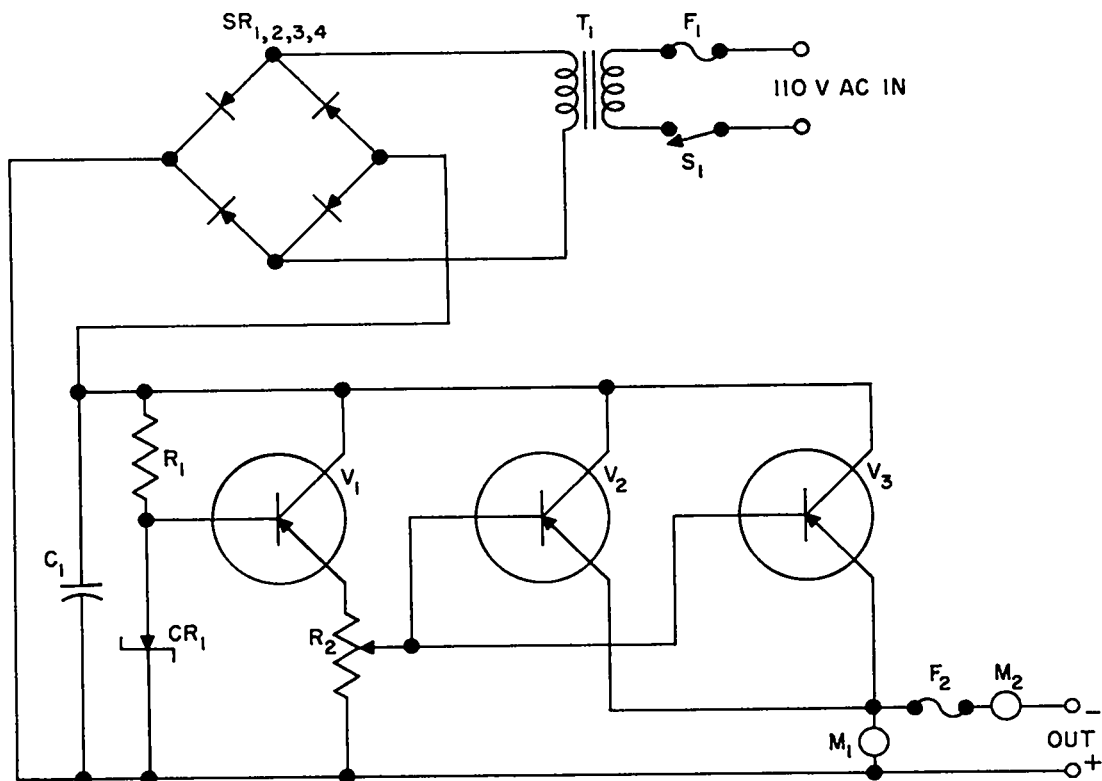 SR1,2,3,4
T1
F1
110 V AC IN
S1
R1
V1
V2
V3
C1
CR1
R2
F2
M2
−
M1
OUT
+